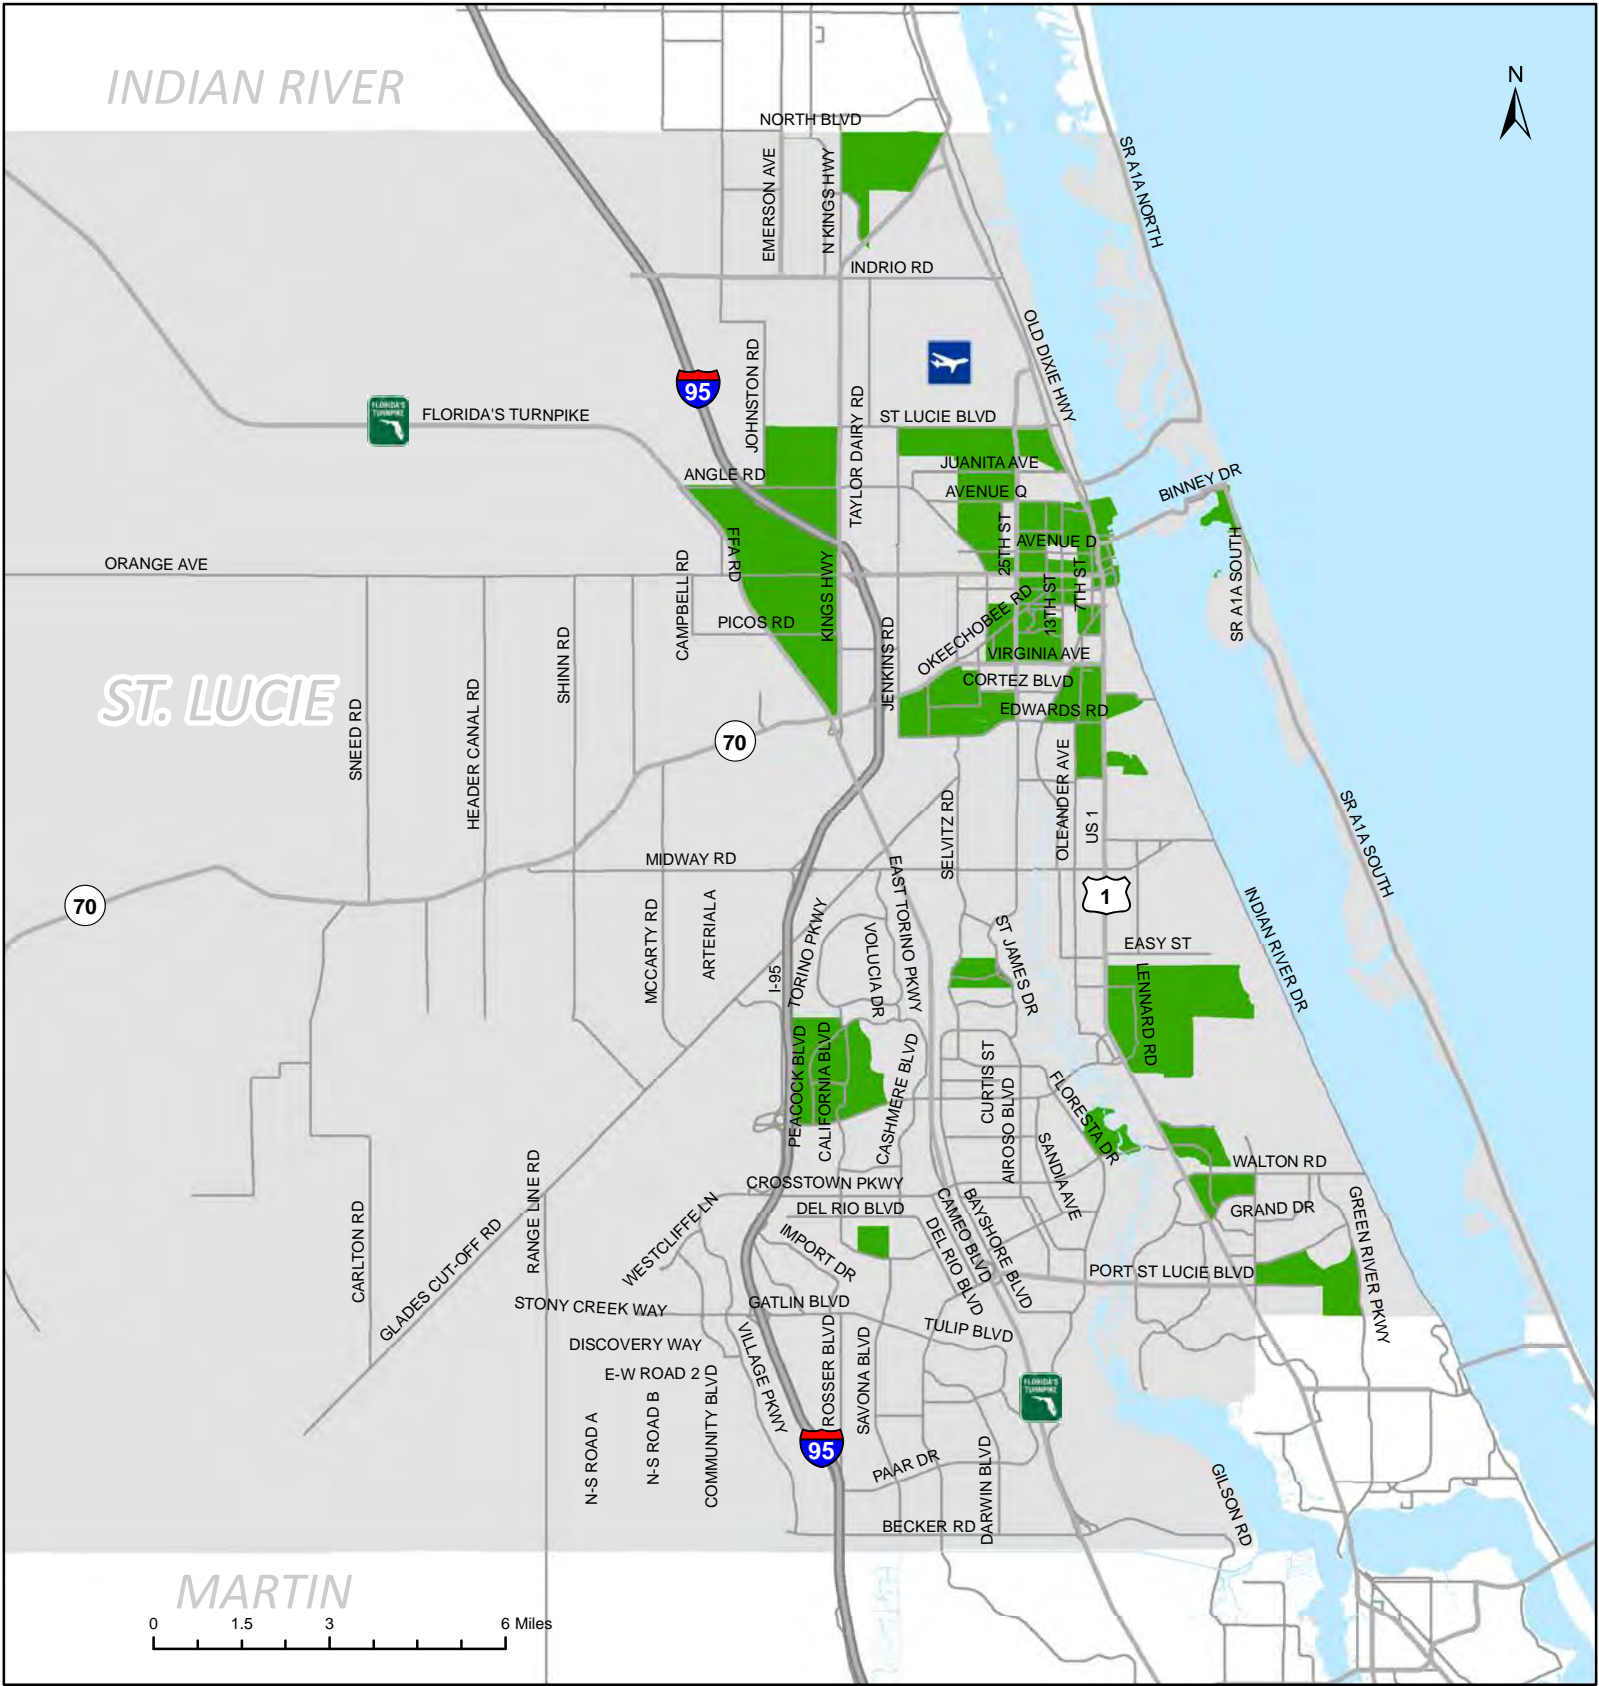 INDIAN RIVER
N
NORTH BLVD
SR A1A NORTH
EMERSON AVE
N KINGS HWY
INDRIO RD
OLD DIXIE HWY
JOHNSTON RD
95
FLORIDA'S TURNPIKE
FLORIDA'S TURNPIKE
TAYLOR DAIRY RD
ST LUCIE BLVD
JUANITA AVE
ANGLE RD
AVENUE Q
BINNEY DR
FFA RD
25TH ST
AVENUE D
SR A1A SOUTH
ORANGE AVE
CAMPBELL RD
KINGS HWY
13TH ST
7TH ST
OKEECHOBEE RD
PICOS RD
JENKINS RD
SHINN RD
VIRGINIA AVE
CORTEZ BLVD
ST. LUCIE
SNEED RD
HEADER CANAL RD
EDWARDS RD
70
OLEANDER AVE
SELVITZ RD
US 1
SR A1A SOUTH
MIDWAY RD
70
1
MCCARTY RD
ARTERIAL A
I-95
TORINO PKWY
VOLUCIA DR
EAST TORINO PKWY
ST JAMES DR
EASY ST
INDIAN RIVER DR
LENNARD RD
PEACOCK BLVD
CALIFORNIA BLVD
CASHMERE BLVD
CURTIS ST
AIROSO BLVD
FLORESTA DR
SANDIA AVE
WALTON RD
CROSSTOWN PKWY
DEL RIO BLVD
GRAND DR
CARLTON RD
RANGE LINE RD
GLADES CUT-OFF RD
WESTCLIFFE LN
IMPORT DR
CAMEO BLVD
BAYSHORE BLVD
DEL RIO BLVD
GREEN RIVER PKWY
PORT ST LUCIE BLVD
STONY CREEK WAY
GATLIN BLVD
TULIP BLVD
DISCOVERY WAY
VILLAGE PKWY
ROSSER BLVD
SAVONA BLVD
E-W ROAD 2
FLORIDA'S TURNPIKE
N-S ROAD A
N-S ROAD B
COMMUNITY BLVD
95
PAAR DR
DARWIN BLVD
GILSON RD
BECKER RD
MARTIN
0 1.5 3 6 Miles